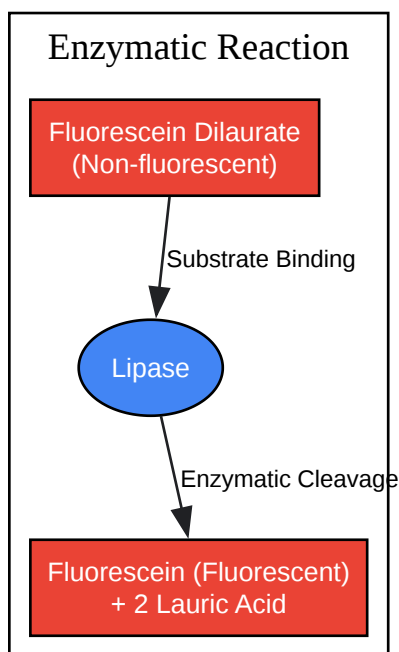 Enzymatic Reaction
Fluorescein Dilaurate
(Non-fluorescent)
Substrate Binding
Lipase
Enzymatic Cleavage
Fluorescein (Fluorescent)
+ 2 Lauric Acid